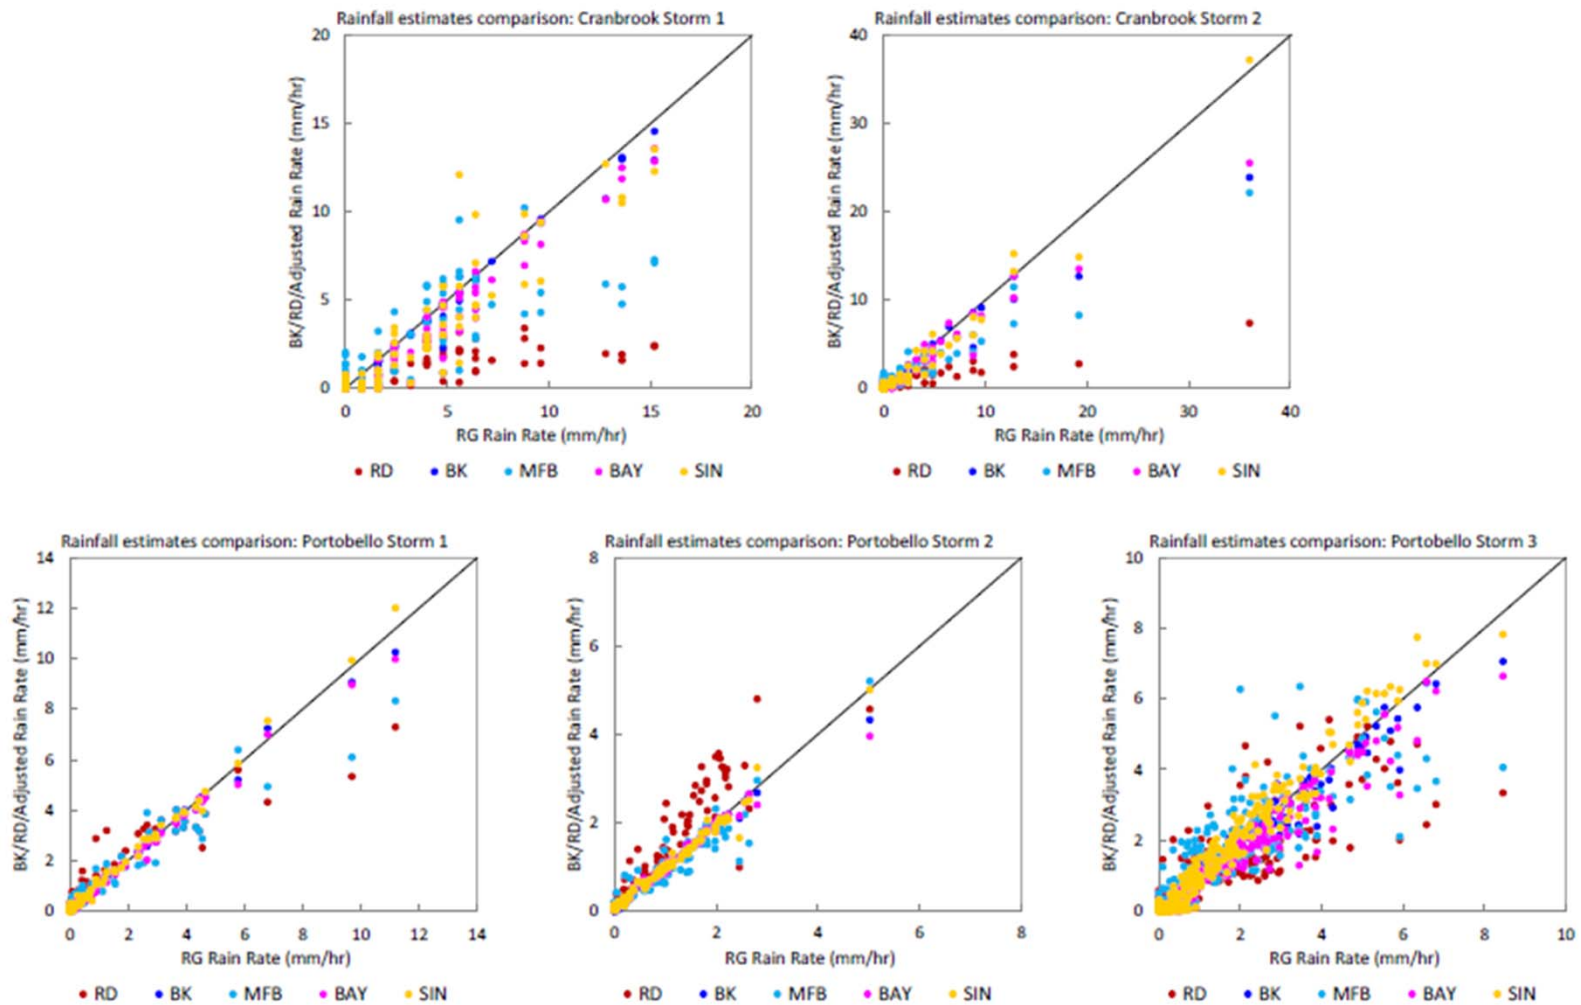 Rainfall estimates comparison: Cranbrook Storm 1
BK/RD/Adjusted Rain Rate (mm/hr)
20
15
10
5
0
0 5 10 15 20
RG Rain Rate (mm/hr)
RD BK MFB BAY SIN
Rainfall estimates comparison: Cranbrook Storm 2
BK/RD/Adjusted Rain Rate (mm/hr)
40
30
20
10
0
0 10 20 30 40
RG Rain Rate (mm/hr)
RD BK MFB BAY SIN
Rainfall estimates comparison: Portobello Storm 1
BK/RD/Adjusted Rain Rate (mm/hr)
14
12
10
8
6
4
2
0
0 2 4 6 8 10 12 14
RG Rain Rate (mm/hr)
RD BK MFB BAY SIN
Rainfall estimates comparison: Portobello Storm 2
BK/RD/Adjusted Rain Rate (mm/hr)
8
6
4
2
0
0 2 4 6 8
RG Rain Rate (mm/hr)
RD BK MFB BAY SIN
Rainfall estimates comparison: Portobello Storm 3
BK/RD/Adjusted Rain Rate (mm/hr)
10
8
6
4
2
0
0 2 4 6 8 10
RG Rain Rate (mm/hr)
RD BK MFB BAY SIN